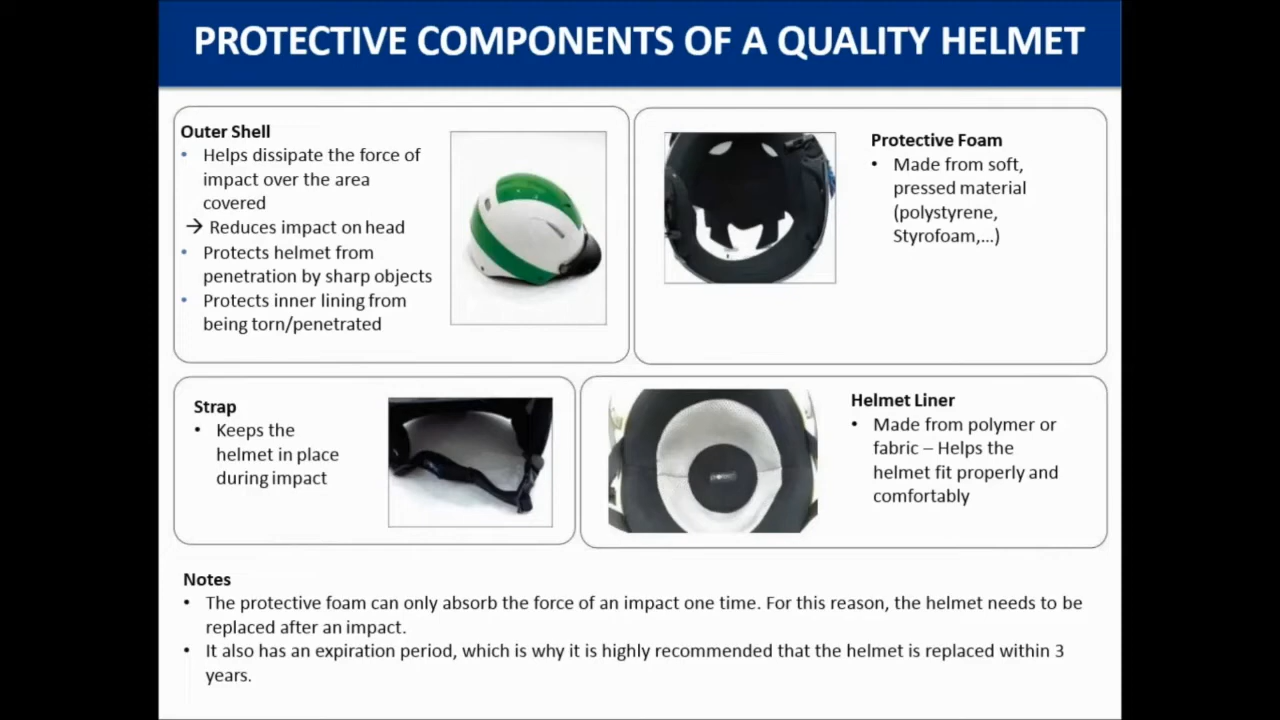 PROTECTIVE COMPONENTS OF A QUALITY HELMET
Outer Shell
• Helps dissipate the force of
impact over the area
covered
→ Reduces impact on head
• Protects helmet from
penetration by sharp objects
• Protects inner lining from
being torn/penetrated
Protective Foam
• Made from soft,
pressed material
(polystyrene,
Styrofoam,...)
Strap
• Keeps the
helmet in place
during impact
Helmet Liner
• Made from polymer or
fabric – Helps the
helmet fit properly and
comfortably
Notes
• The protective foam can only absorb the force of an impact one time. For this reason, the helmet needs to be
replaced after an impact.
• It also has an expiration period, which is why it is highly recommended that the helmet is replaced within 3
years.